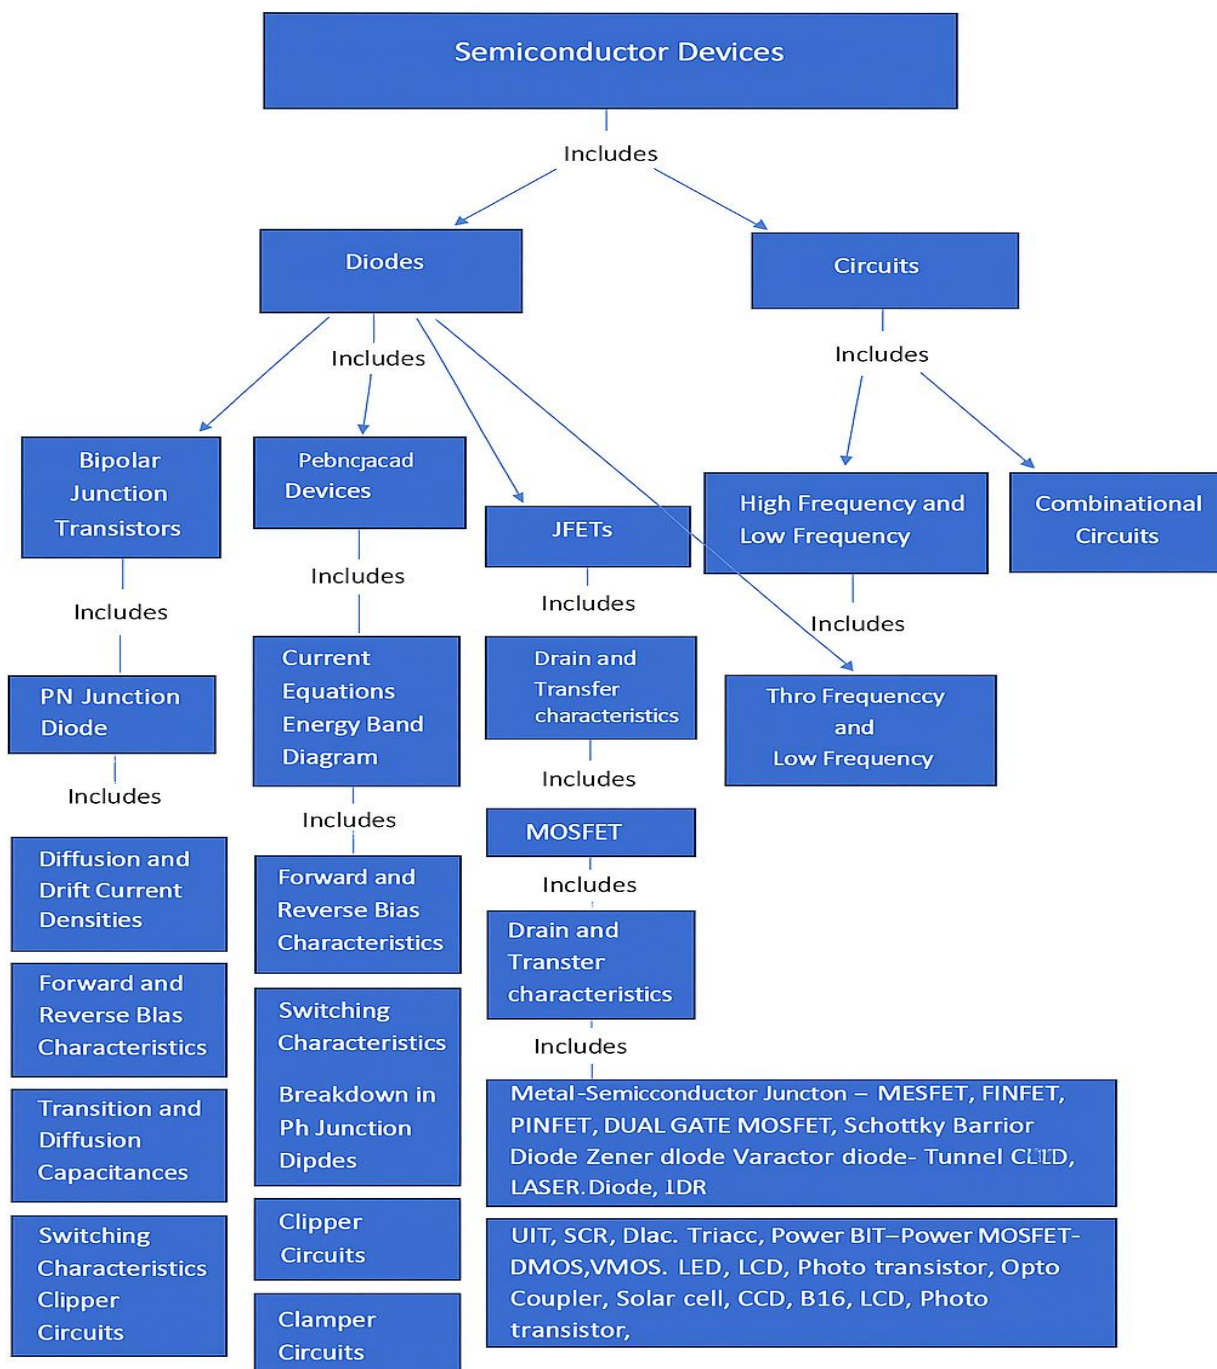 Semiconductor Devices
Includes
Diodes
Circuits
Includes
Includes
Bipolar
Junction
Transistors
Pebncjacad
Devices
JFETs
High Frequency and
Low Frequency
Combinational
Circuits
Includes
Includes
Includes
Includes
PN Junction
Diode
Current
Equations
Energy Band
Diagram
Drain and
Transfer
characteristics
Thro Frequenccy
and
Low Frequency
Includes
Includes
Includes
Diffusion and
Drift Current
Densities
Forward and
Reverse Blas
Characteristics
Transition and
Diffusion
Capacitances
Switching
Characteristics
Clipper
Circuits
Forward and
Reverse Bias
Characteristics
Switching
Characteristics
Breakdown in
Ph Junction
Dipdes
Clipper
Circuits
Clamper
Circuits
MOSFET
Includes
Drain and
Transter
characteristics
Includes
Metal-Semicconductor Juncton – MESFET, FINFET,
PINFET, DUAL GATE MOSFET, Schottky Barrior
Diode Zener dlode Varactor diode- Tunnel
LASER.Diode, IDR
UIT, SCR, Dlac. Triacc, Power BIT–Power MOSFET-
DMOS,VMOS. LED, LCD, Photo transistor, Opto
Coupler, Solar cell, CCD, B16, LCD, Photo
transistor,